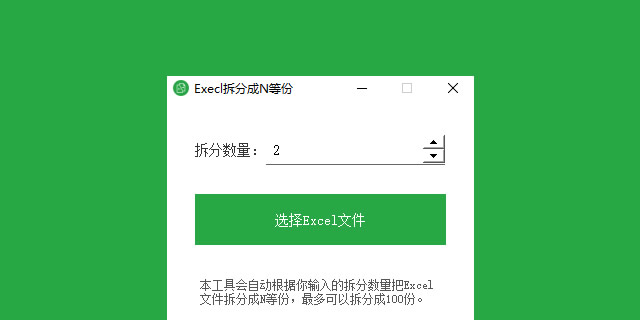 Execl拆分成N等份
拆分数量：
2
选择Excel文件
本工具会自动根据你输入的拆分数量把Excel
文件拆分成N等份，最多可以拆分成100份。